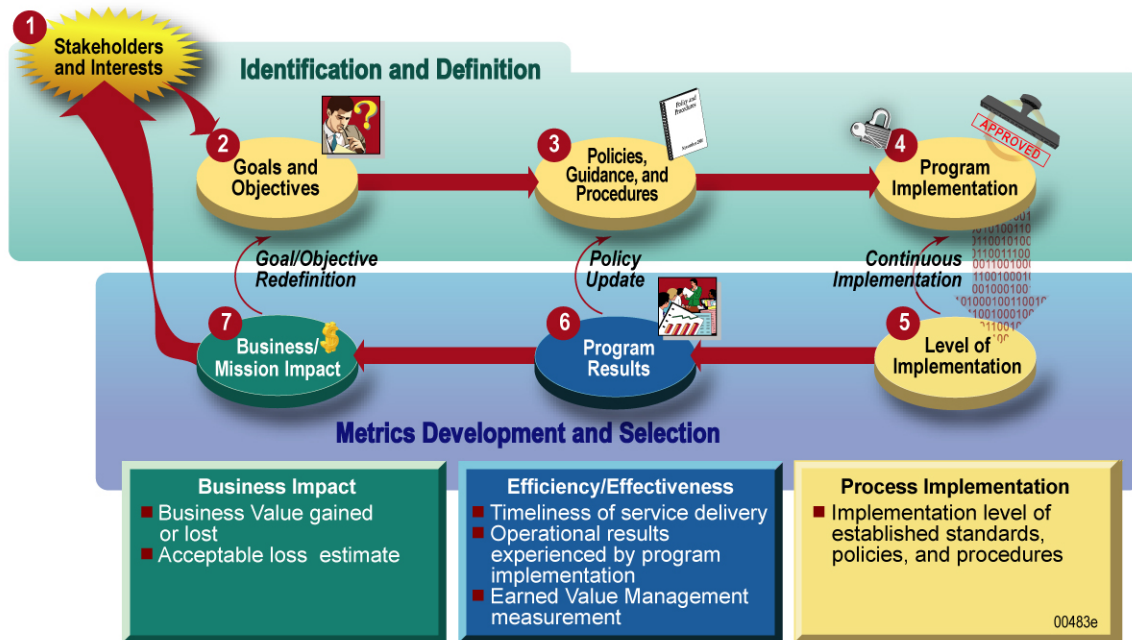 1
Stakeholders
and Interests
Identification and Definition
2
Goals and
Objectives
?
3
Policies,
Guidance, and
Procedures
Policy and
Procedures
4
Program
Implementation
APPROVED
Goal/Objective
Redefinition
Policy
Update
Continuous
Implementation
7
Business/
Mission Impact
$
6
Program
Results
5
Level of
Implementation
Metrics Development and Selection
Business Impact
Business Value gained
or lost
Acceptable loss estimate
Efficiency/Effectiveness
Timeliness of service delivery
Operational results
experienced by program
implementation
Earned Value Management
measurement
Process Implementation
Implementation level of
established standards,
policies, and procedures
00483e